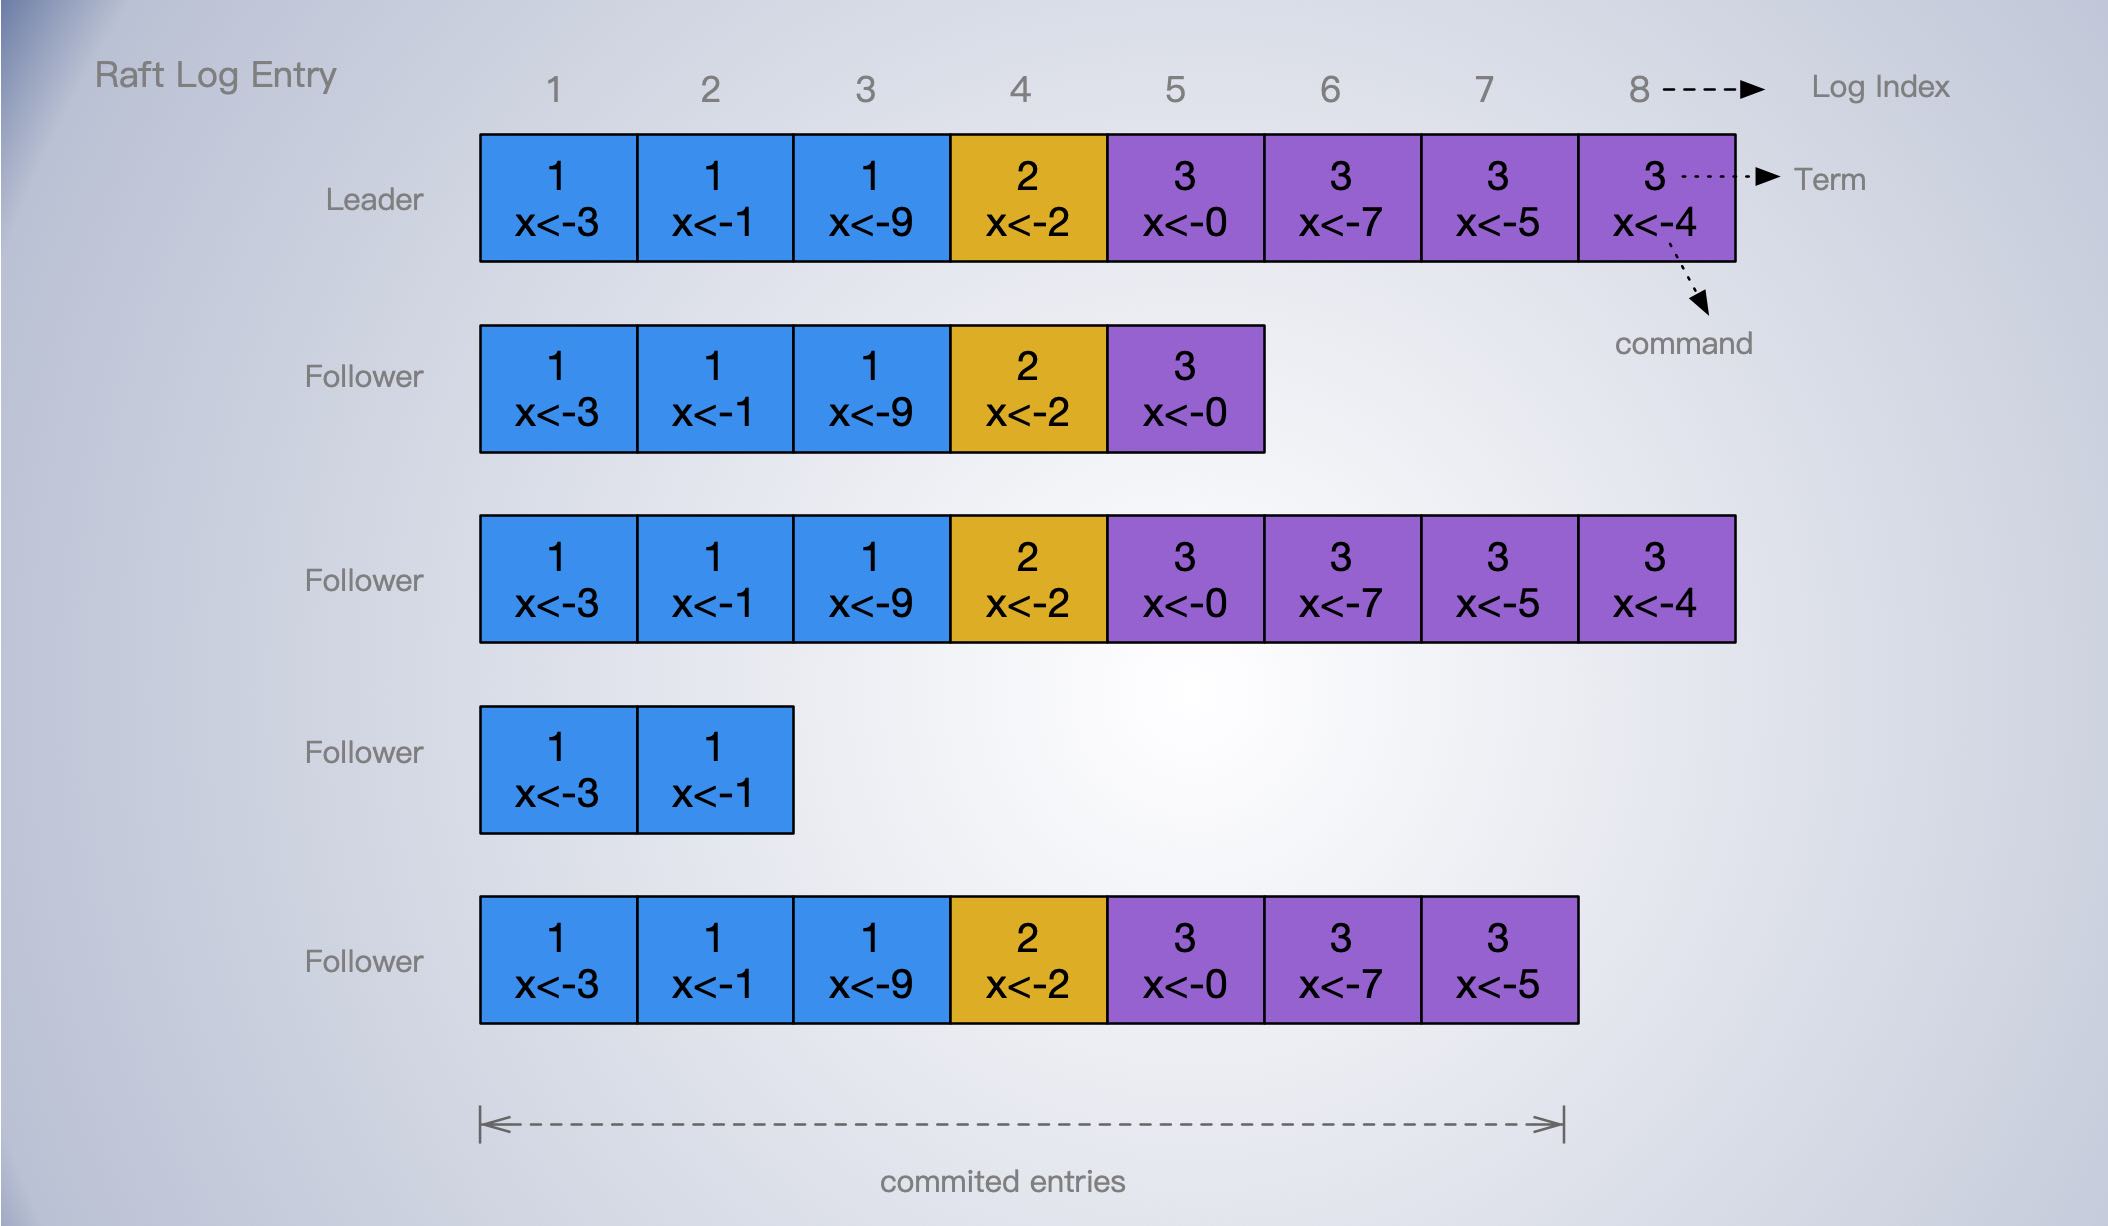 Raft Log Entry
1 2 3 4 5 6 7 8 Log Index
Leader
1 1 1 2 3 3 3 3 Term
x<-3 x<-1 x<-9 x<-2 x<-0 x<-7 x<-5 x<-4
command
Follower
1 1 1 2 3
x<-3 x<-1 x<-9 x<-2 x<-0
Follower
1 1 1 2 3 3 3 3
x<-3 x<-1 x<-9 x<-2 x<-0 x<-7 x<-5 x<-4
Follower
1 1
x<-3 x<-1
Follower
1 1 1 2 3 3 3
x<-3 x<-1 x<-9 x<-2 x<-0 x<-7 x<-5
commited entries